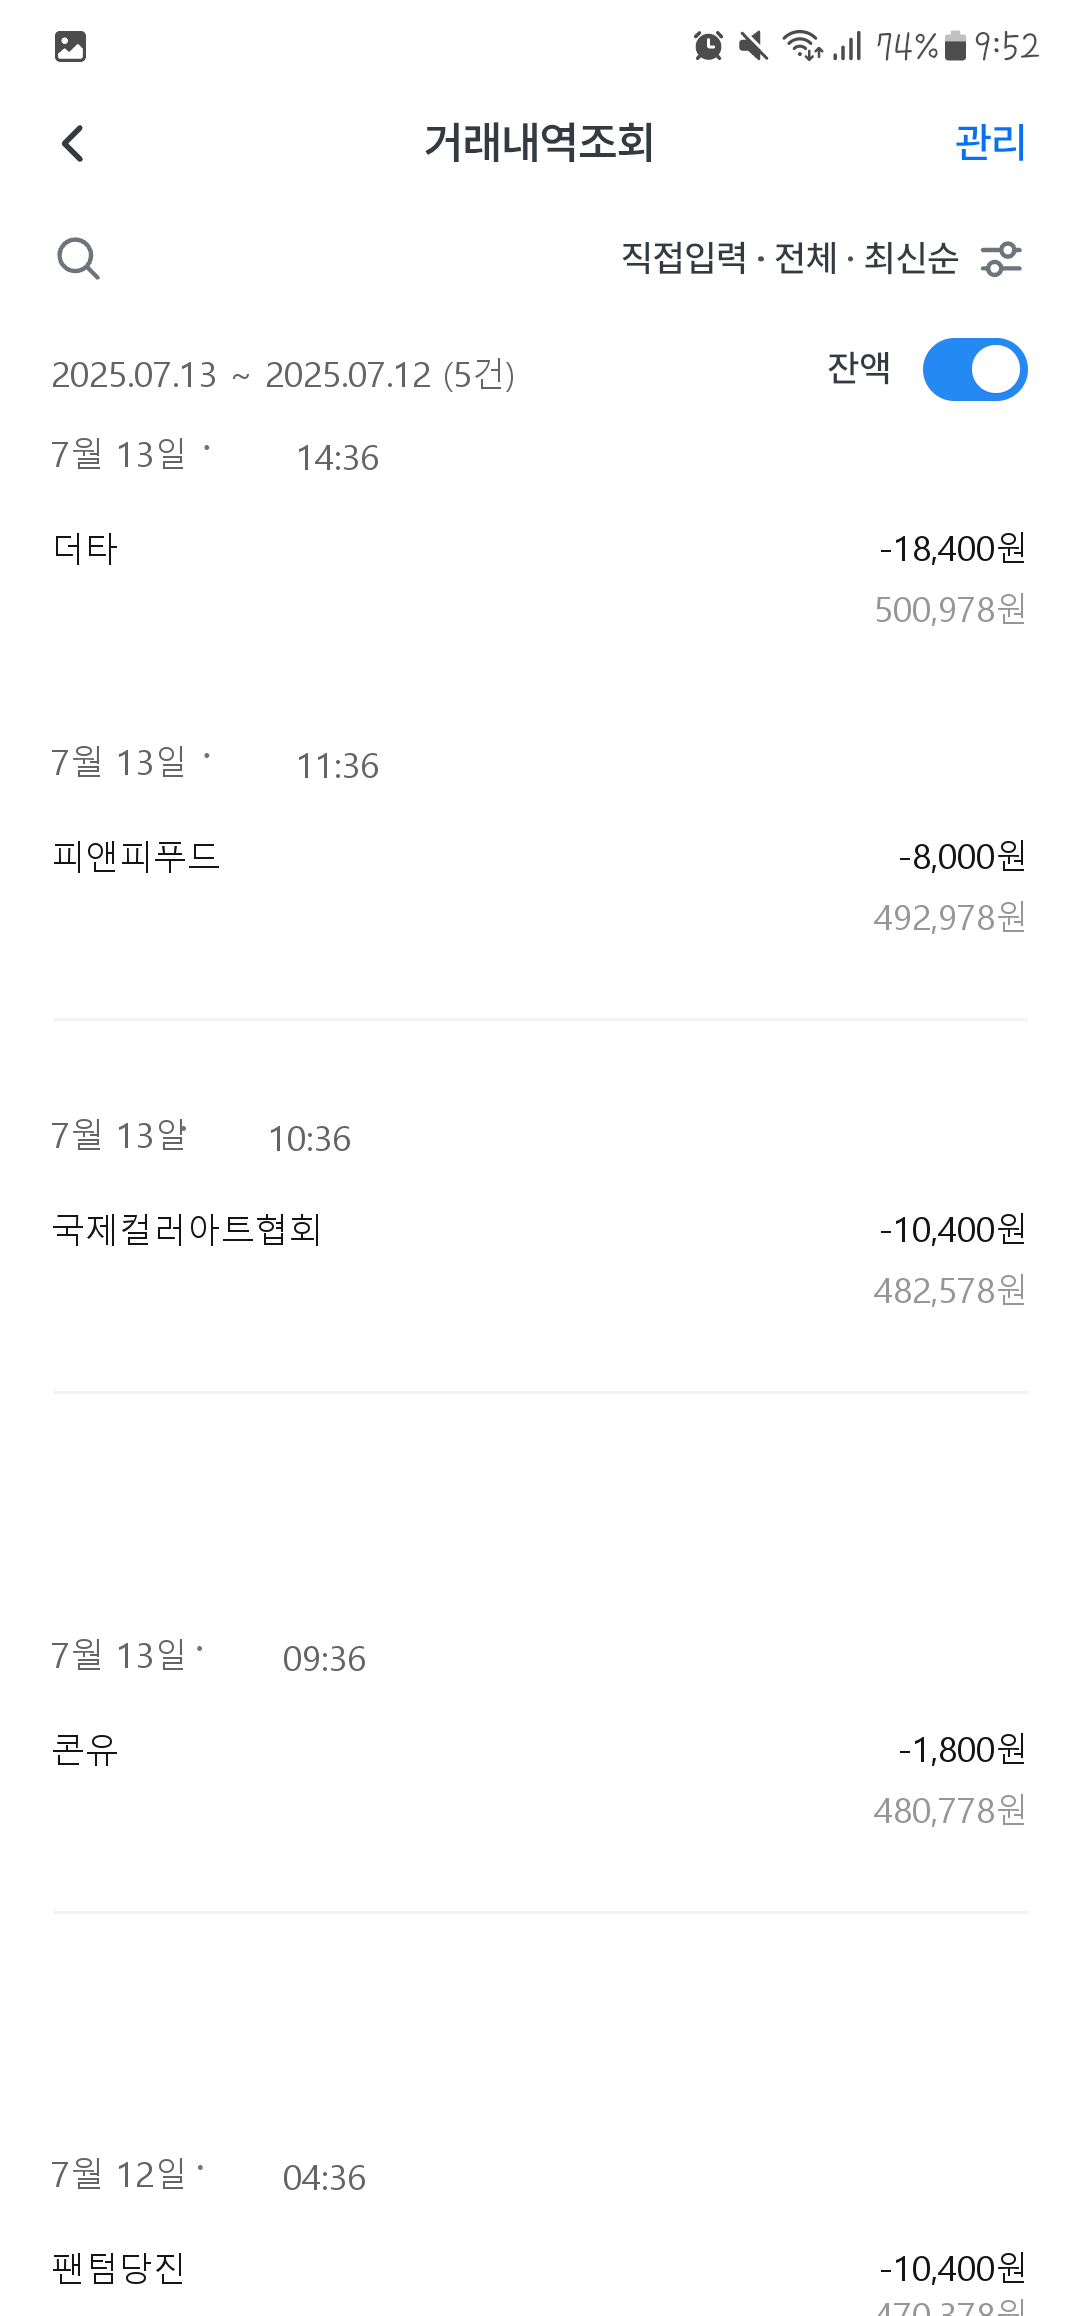 74% 9:52
거래내역조회 관리
직접입력 · 전체 · 최신순
2025.07.13 ~ 2025.07.12 (5건) 잔액
7월 13일 · 14:36
더타 -18,400원
500,978원
7월 13일 · 11:36
피앤피푸드 -8,000원
492,978원
7월 13일· 10:36
국제컬러아트협회 -10,400원
482,578원
7월 13일 · 09:36
콘유 -1,800원
480,778원
7월 12일 · 04:36
팬텀당진 -10,400원
470,378원